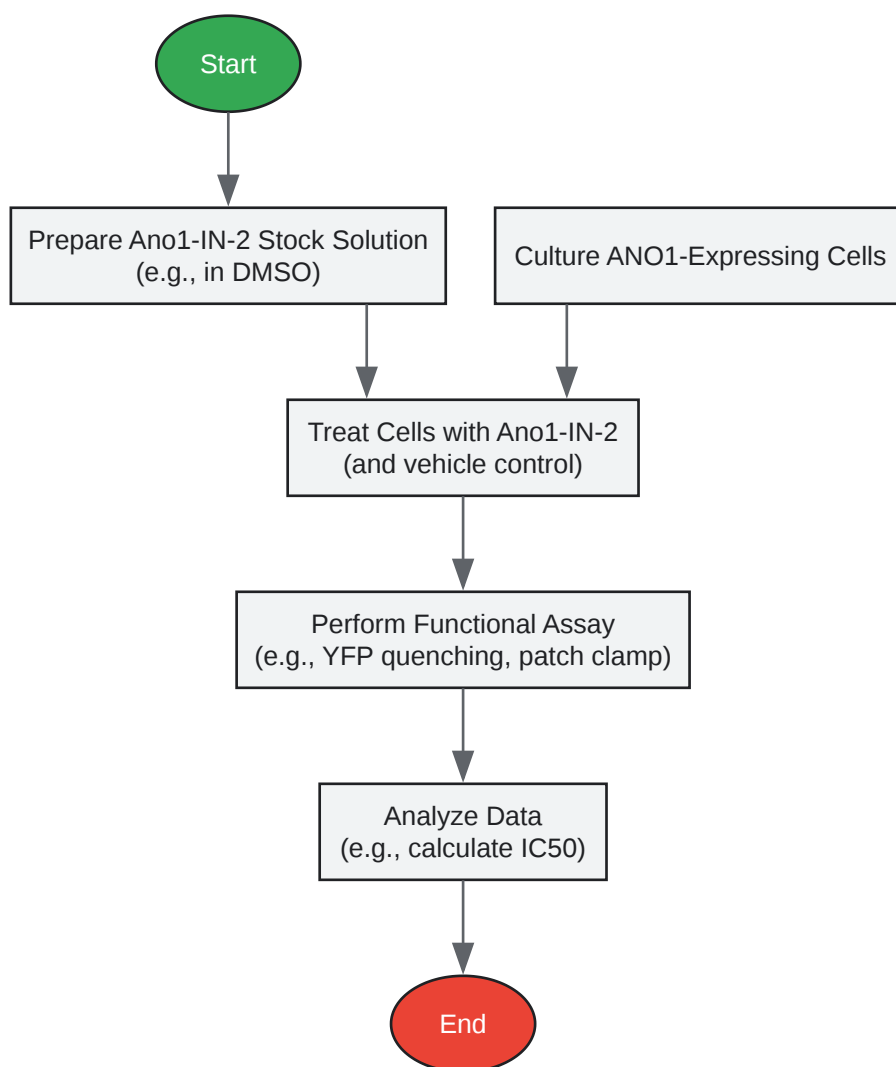 Start
Prepare Ano1-IN-2 Stock Solution
(e.g., in DMSO)
Culture ANO1-Expressing Cells
Treat Cells with Ano1-IN-2
(and vehicle control)
Perform Functional Assay
(e.g., YFP quenching, patch clamp)
Analyze Data
(e.g., calculate IC50)
End